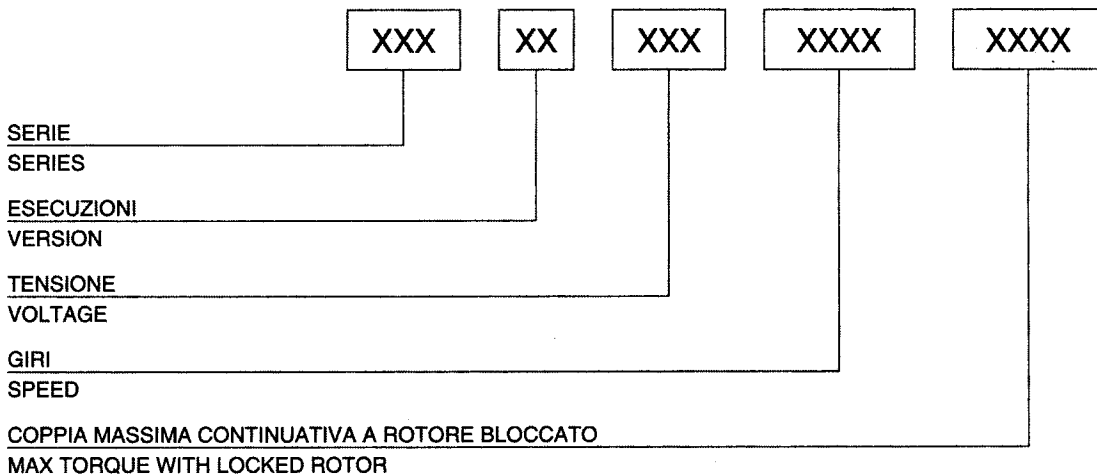 XXX XX XXX XXXX XXXX
SERIE
SERIES
ESECUZIONI
VERSION
TENSIONE
VOLTAGE
GIRI
SPEED
COPPIA MASSIMA CONTINUATIVA A ROTORE BLOCCATO
MAX TORQUE WITH LOCKED ROTOR